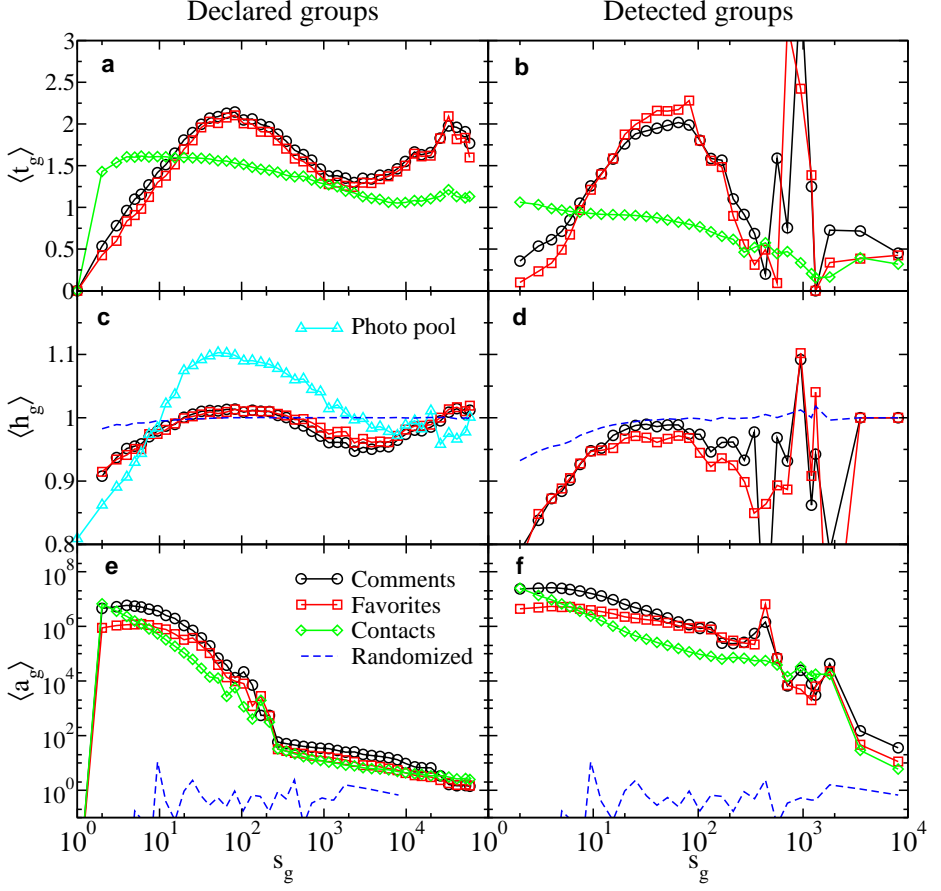 Declared groups Detected groups
a b
3
2.5
2
1.5
1
0.5
0
⟨t_g⟩
c d
Photo pool
1.1
1
0.9
0.8
⟨h_g⟩
e f
10^8
10^6
10^4
10^2
10^0
⟨a_g⟩
Comments
Favorites
Contacts
Randomized
10^0 10^1 10^2 10^3 10^4 10^0 10^1 10^2 10^3 10^4
s_g s_g